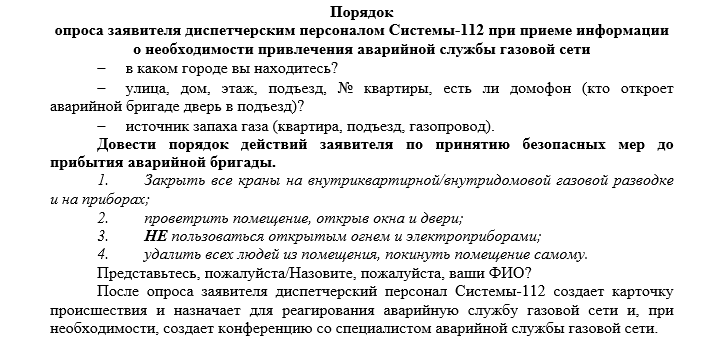 Порядок
опроса заявителя диспетчерским персоналом Системы-112 при приеме информации
о необходимости привлечения аварийной службы газовой сети
– в каком городе вы находитесь?
– улица, дом, этаж, подъезд, № квартиры, есть ли домофон (кто откроет
аварийной бригаде дверь в подъезд)?
– источник запаха газа (квартира, подъезд, газопровод).
Довести порядок действий заявителя по принятию безопасных мер до
прибытия аварийной бригады.
1. Закрыть все краны на внутриквартирной/внутридомовой газовой разводке
и на приборах;
2. проветрить помещение, открыв окна и двери;
3. НЕ пользоваться открытым огнем и электроприборами;
4. удалить всех людей из помещения, покинуть помещение самому.
Представьтесь, пожалуйста/Назовите, пожалуйста, ваши ФИО?
После опроса заявителя диспетчерский персонал Системы-112 создает карточку
происшествия и назначает для реагирования аварийную службу газовой сети и, при
необходимости, создает конференцию со специалистом аварийной службы газовой сети.